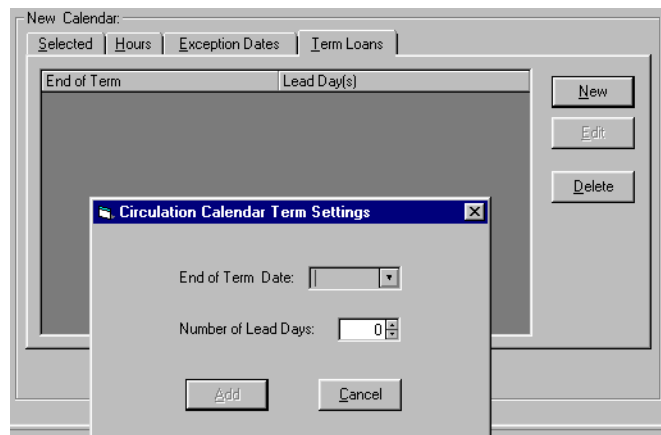 New Calendar:
Selected Hours Exception Dates Term Loans
End of Term Lead Day(s)
New
Edit
Delete
Circulation Calendar Term Settings
End of Term Date:
Number of Lead Days: 0
Add Cancel